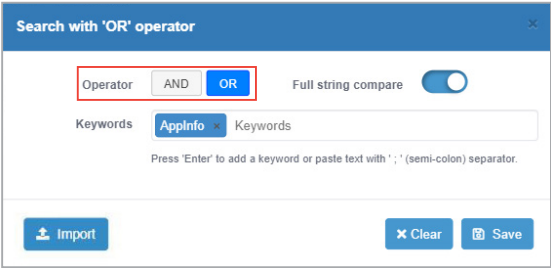 Search with 'OR' operator ×
Operator AND OR Full string compare
Keywords AppInfo × Keywords
Press 'Enter' to add a keyword or paste text with ' ; ' (semi-colon) separator.
Import × Clear Save